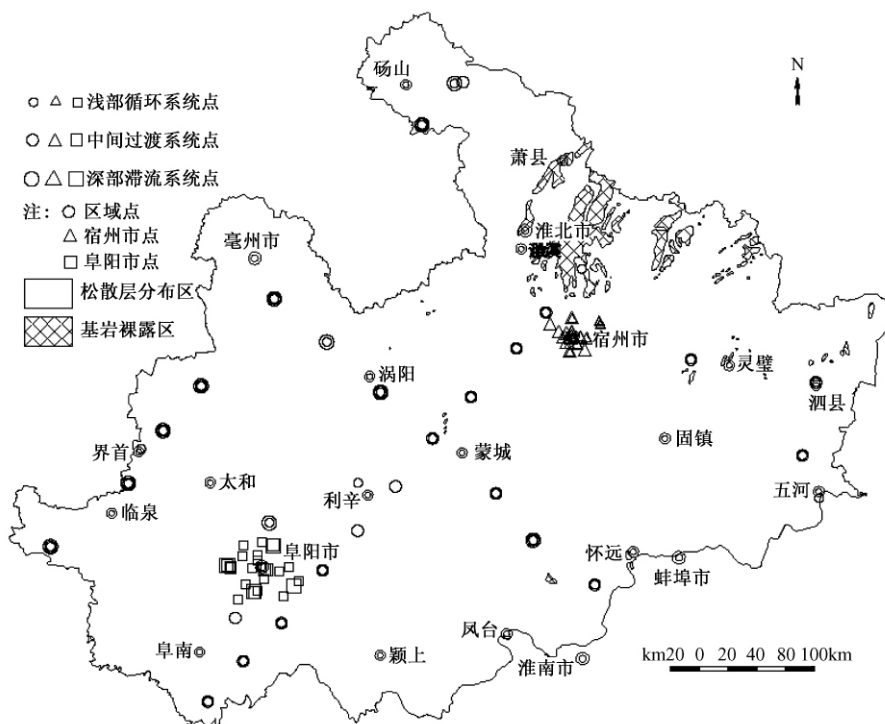 砀山
N
浅部循环系统点
萧县
中间过渡系统点
深部滞流系统点
注: 区域点
淮北市
宿州市点
亳州市
阜阳市点
松散层分布区
基岩裸露区
宿州市
灵璧
涡阳
泗县
界首
蒙城
固镇
太和
利辛
五河
临泉
阜阳市
怀远
蚌埠市
凤台
阜南
颍上
淮南市
km20 0 20 40 60 80 100km